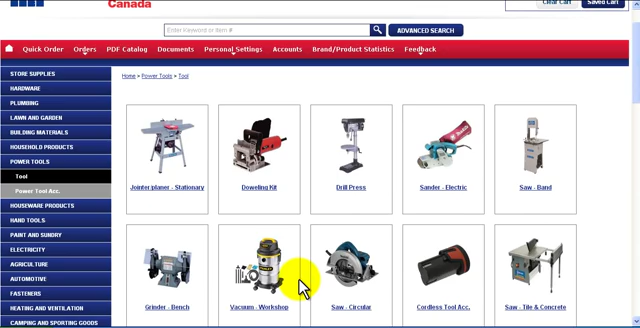 Canada
Clear Cart
Saved Cart
Enter Keyword or Item #
ADVANCED SEARCH
Quick Order
Orders
PDF Catalog
Documents
Personal Settings
Accounts
Brand/Product Statistics
Feedback
STORE SUPPLIES
HARDWARE
PLUMBING
LAWN AND GARDEN
BUILDING MATERIALS
HOUSEHOLD PRODUCTS
POWER TOOLS
Tool
Power Tool Acc.
HOUSEWARE PRODUCTS
HAND TOOLS
PAINT AND SUNDRY
ELECTRICITY
AGRICULTURE
AUTOMOTIVE
FASTENERS
HEATING AND VENTILATION
CAMPING AND SPORTING GOODS
Home > Power Tools > Tool
Jointer/planer - Stationary
Doweling Kit
Drill Press
Sander - Electric
Saw - Band
Grinder - Bench
Vacuum - Workshop
Saw - Circular
Cordless Tool Acc.
Saw - Tile & Concrete